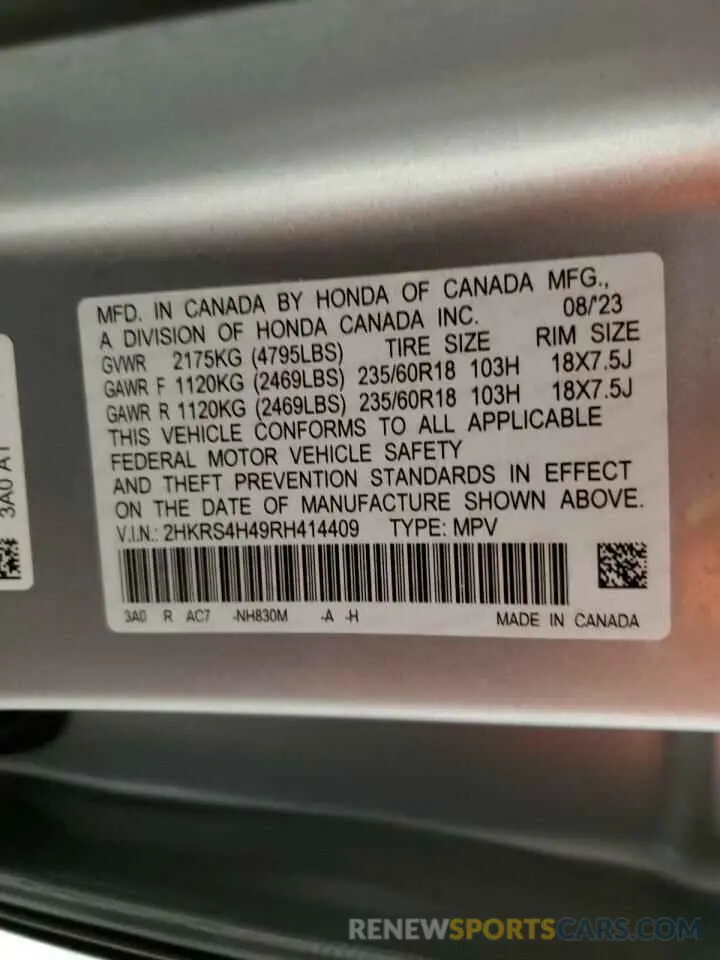 MFD. IN CANADA BY HONDA OF CANADA MFG.,
A DIVISION OF HONDA CANADA INC. 08/'23
GVWR 2175KG (4795LBS) TIRE SIZE RIM SIZE
GAWR F 1120KG (2469LBS) 235/60R18 103H 18X7.5J
GAWR R 1120KG (2469LBS) 235/60R18 103H 18X7.5J
THIS VEHICLE CONFORMS TO ALL APPLICABLE
FEDERAL MOTOR VEHICLE SAFETY
AND THEFT PREVENTION STANDARDS IN EFFECT
ON THE DATE OF MANUFACTURE SHOWN ABOVE.
V.I.N.: 2HKRS4H49RH414409 TYPE: MPV
3A0 R AC7 -NH830M -A -H MADE IN CANADA
3A0 A1
RENEWSPORTSCARS.COM